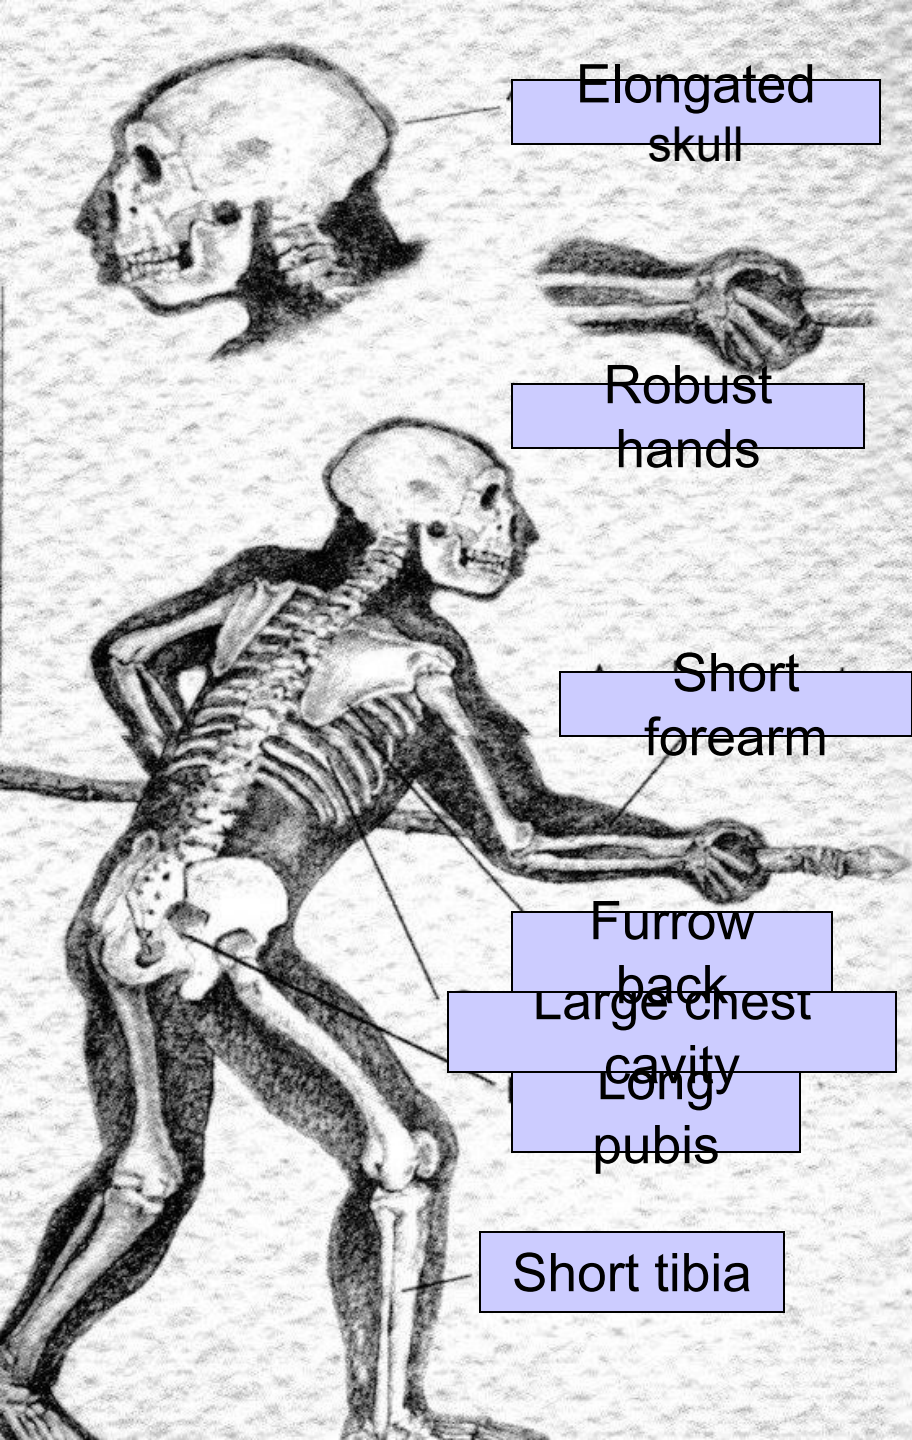 Elongated
skull
Robust
hands
Short
forearm
Furrow
back
Large chest
cavity
Long
pubis
Short tibia